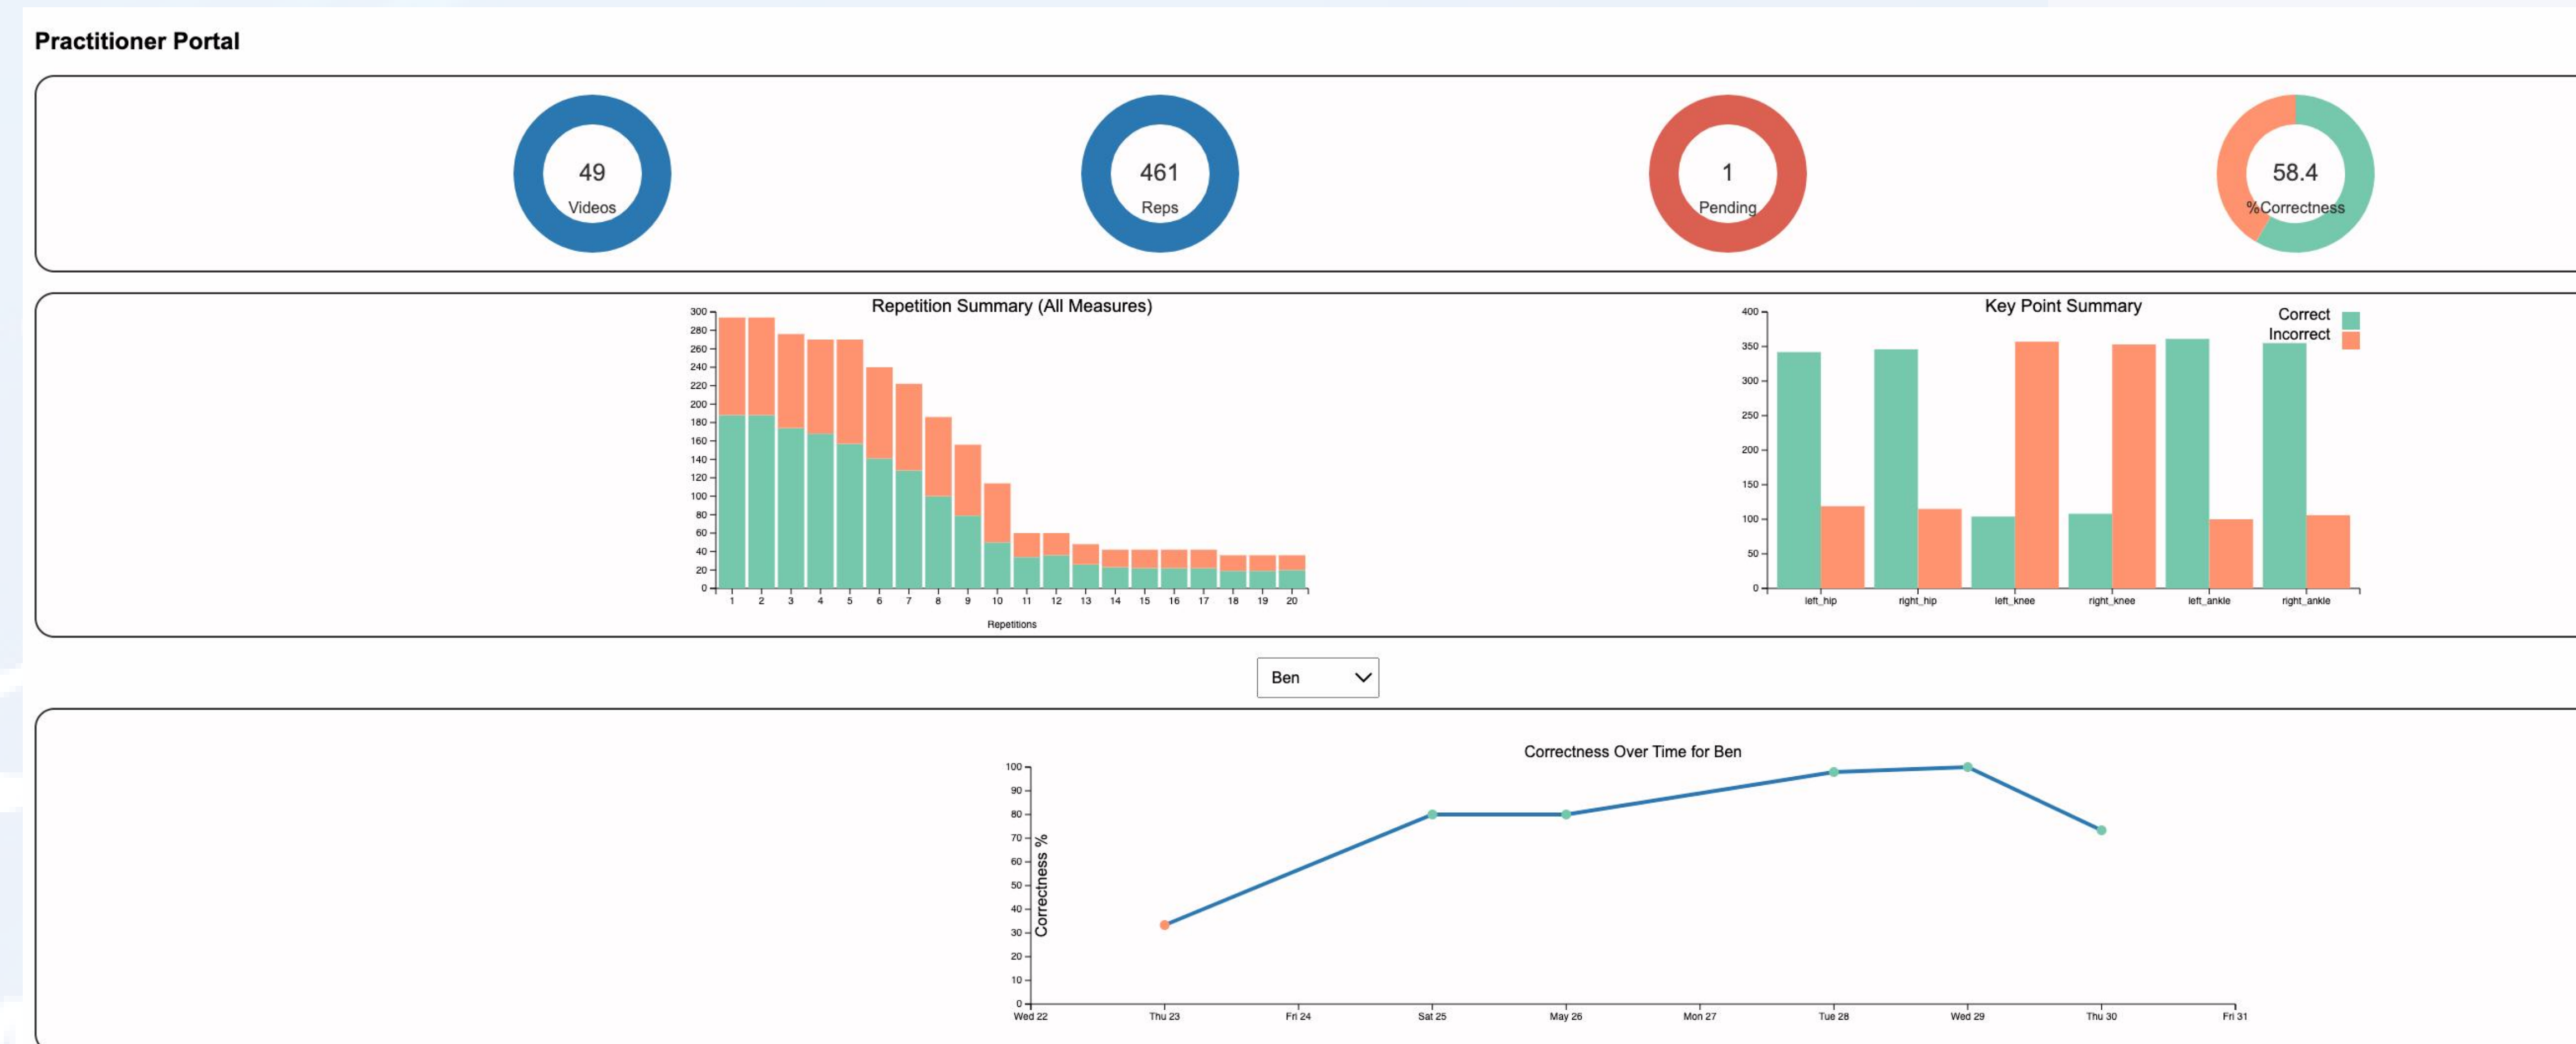 Practitioner Portal
49
Videos
461
Reps
1
Pending
58.4
%Correctness
Repetition Summary (All Measures)
300
280
260
240
220
200
180
160
140
120
100
80
60
40
20
0
1 2 3 4 5 6 7 8 9 10 11 12 13 14 15 16 17 18 19 20
Repetitions
Key Point Summary
Correct
Incorrect
400
350
300
250
200
150
100
50
0
left_hip right_hip left_knee right_knee left_ankle right_ankle
Ben
Correctness Over Time for Ben
Correctness %
100
90
80
70
60
50
40
30
20
10
0
Wed 22 Thu 23 Fri 24 Sat 25 May 26 Mon 27 Tue 28 Wed 29 Thu 30 Fri 31